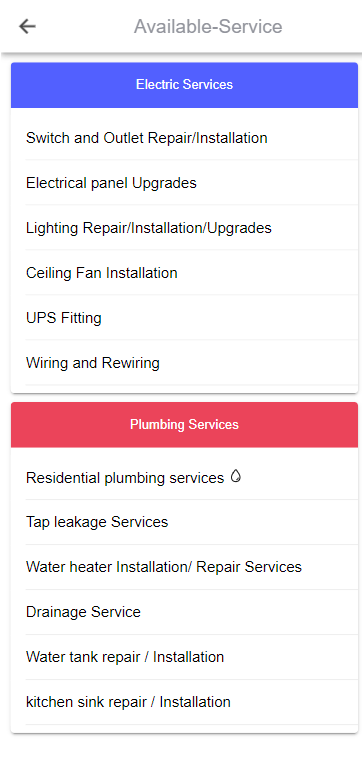 Available-Service
Electric Services
Switch and Outlet Repair/Installation
Electrical panel Upgrades
Lighting Repair/Installation/Upgrades
Ceiling Fan Installation
UPS Fitting
Wiring and Rewiring
Plumbing Services
Residential plumbing services
Tap leakage Services
Water heater Installation/ Repair Services
Drainage Service
Water tank repair / Installation
kitchen sink repair / Installation